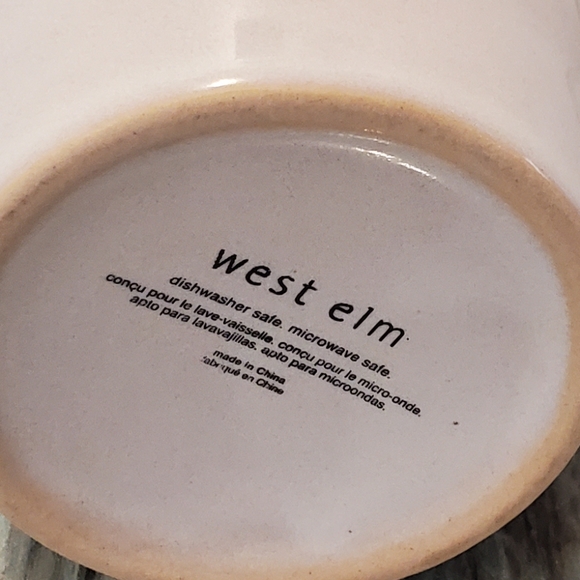 west elm
dishwasher safe. microwave safe.
conçu pour le lave-vaisselle. conçu pour le micro-onde.
apto para lavavajillas. apto para microondas.
made in China
fabriqué en Chine